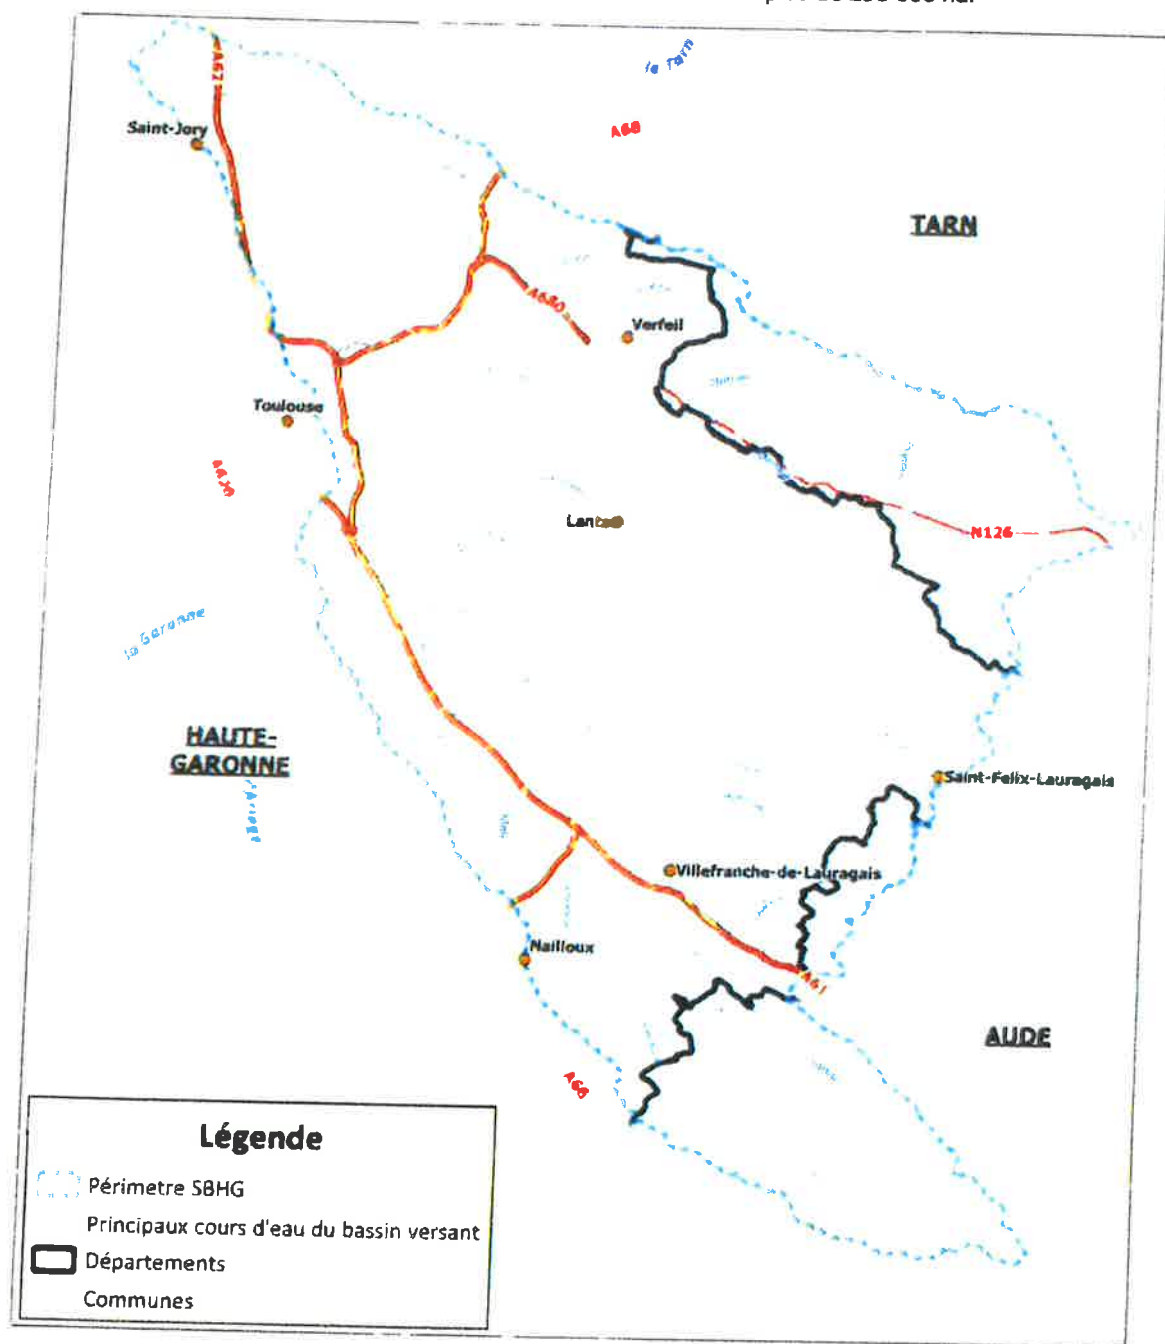 A62
le Tarn
Saint-Jory
A68
TARN
A680
Verfeil
Toulouse
A620
N126
la Garonne
HAUTE-
GARONNE
l'Ariege
Saint-Felix-Lauragais
Villefranche-de-Lauragais
Nailloux
A61
AUDE
A66
Légende
Périmetre SBHG
Principaux cours d'eau du bassin versant
Départements
Communes